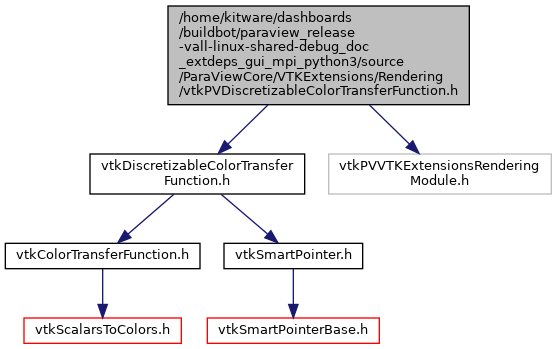 /home/kitware/dashboards
/buildbot/paraview_release
-vall-linux-shared-debug_doc
_extdeps_gui_mpi_python3/source
/ParaViewCore/VTKExtensions/Rendering
/vtkPVDiscretizableColorTransferFunction.h
vtkDiscretizableColorTransfer
Function.h
vtkPVVTKExtensionsRendering
Module.h
vtkColorTransferFunction.h
vtkSmartPointer.h
vtkScalarsToColors.h
vtkSmartPointerBase.h